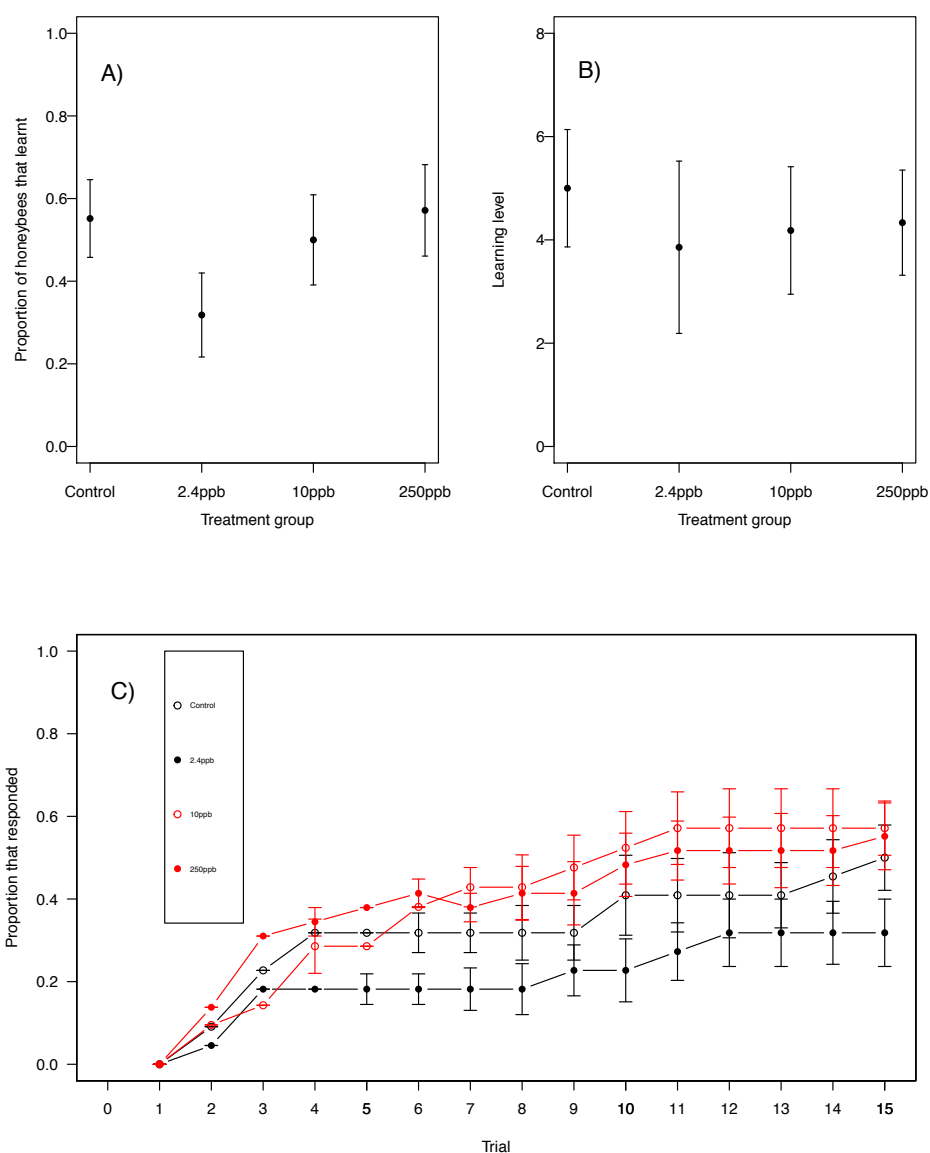 A)
Proportion of honeybees that learnt
1.0
0.8
0.6
0.4
0.2
0.0
Control 2.4ppb 10ppb 250ppb
Treatment group
B)
Learning level
8
6
4
2
0
Control 2.4ppb 10ppb 250ppb
Treatment group
C)
Proportion that responded
1.0
0.8
0.6
0.4
0.2
0.0
Control
2.4ppb
10ppb
250ppb
0 1 2 3 4 5 6 7 8 9 10 11 12 13 14 15
Trial